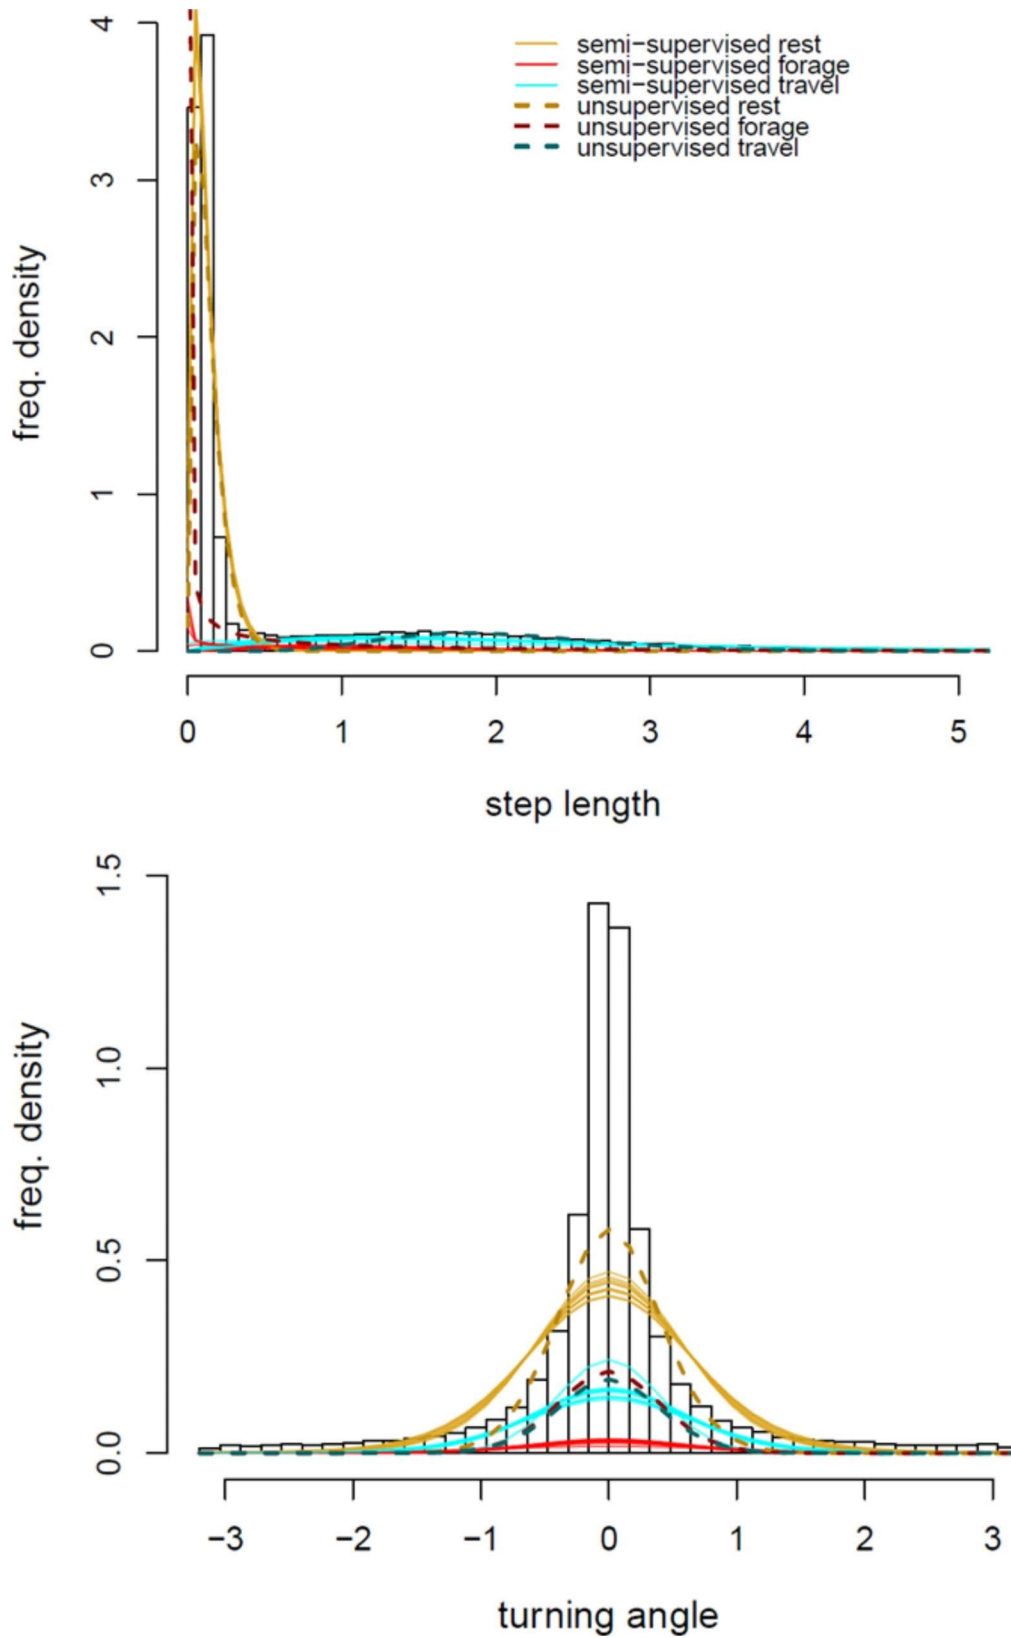 4
3
2
1
0
freq. density
semi−supervised rest
semi−supervised forage
semi−supervised travel
unsupervised rest
unsupervised forage
unsupervised travel
0 1 2 3 4 5
step length
1.5
1.0
0.5
0.0
freq. density
−3 −2 −1 0 1 2 3
turning angle